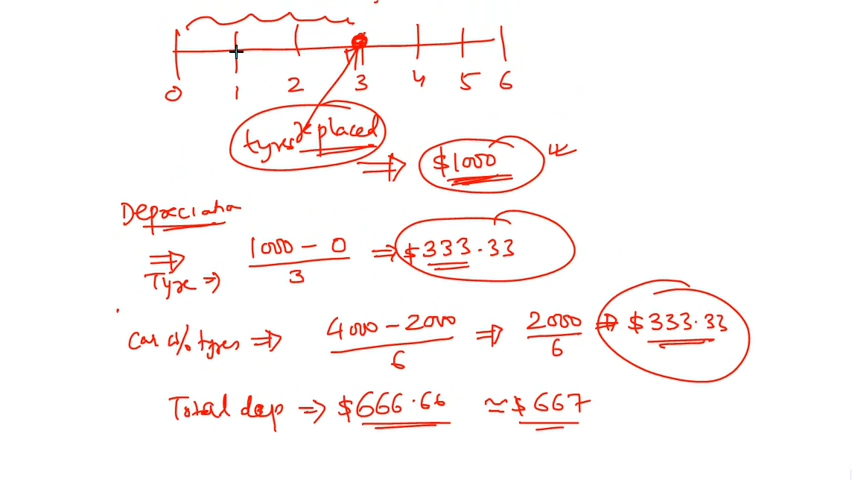 0 1 2 3 4 5 6
tyres replaced
⇒ $1000
Depreciation
⇒ Tyre ⇒ (1000 - 0)/3 ⇒ $333.33
Car w/o tyres ⇒ (4000 - 2000)/6 ⇒ 2000/6 ⇒ $333.33
Total dep ⇒ $666.66 ≃ $667